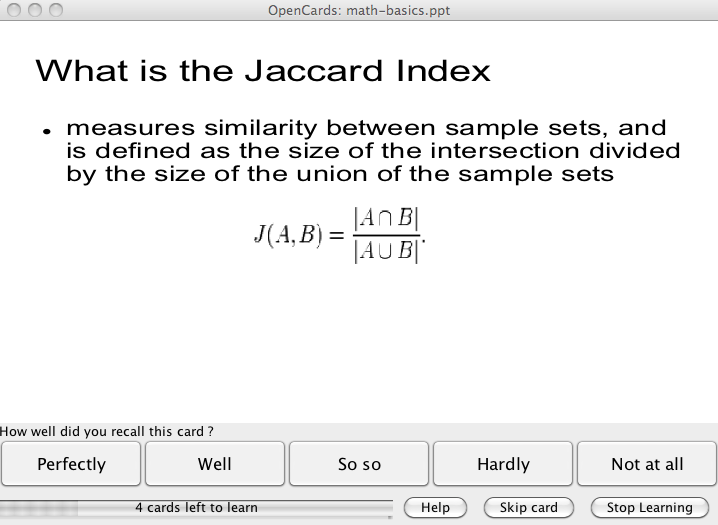 OpenCards: math-basics.ppt
What is the Jaccard Index
• measures similarity between sample sets, and
is defined as the size of the intersection divided
by the size of the union of the sample sets
J(A,B) = |A∩B| / |A∪B|.
How well did you recall this card ?
Perfectly Well So so Hardly Not at all
4 cards left to learn Help Skip card Stop Learning